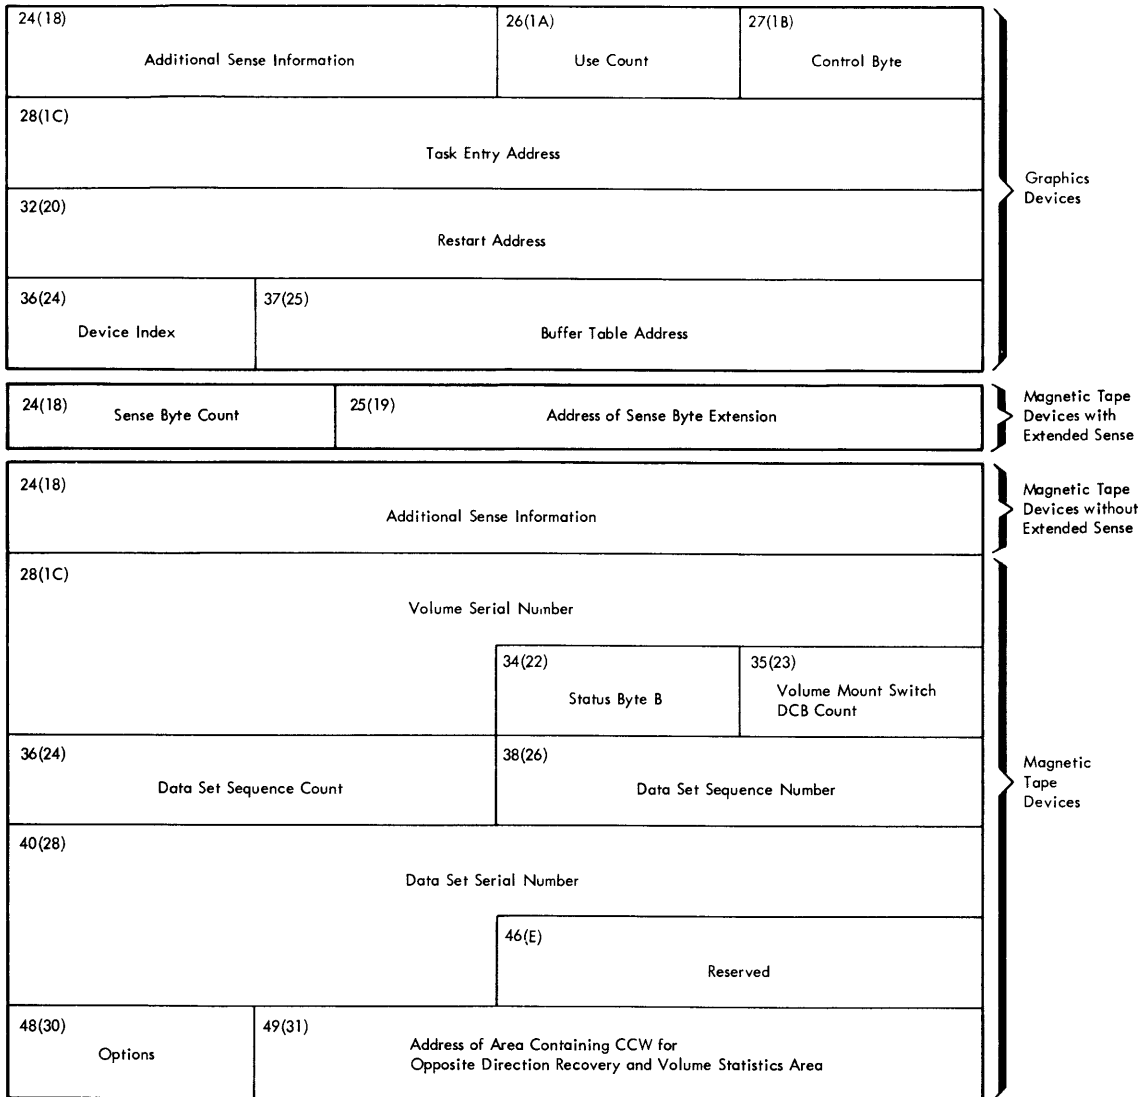 24(18)
Additional Sense Information
26(1A)
Use Count
27(1B)
Control Byte
28(1C)
Task Entry Address
32(20)
Restart Address
36(24)
Device Index
37(25)
Buffer Table Address
Graphics
Devices
24(18)
Sense Byte Count
25(19)
Address of Sense Byte Extension
Magnetic Tape
Devices with
Extended Sense
24(18)
Additional Sense Information
Magnetic Tape
Devices without
Extended Sense
28(1C)
Volume Serial Number
34(22)
Status Byte B
35(23)
Volume Mount Switch
DCB Count
36(24)
Data Set Sequence Count
38(26)
Data Set Sequence Number
40(28)
Data Set Serial Number
46(E)
Reserved
48(30)
Options
49(31)
Address of Area Containing CCW for
Opposite Direction Recovery and Volume Statistics Area
Magnetic
Tape
Devices